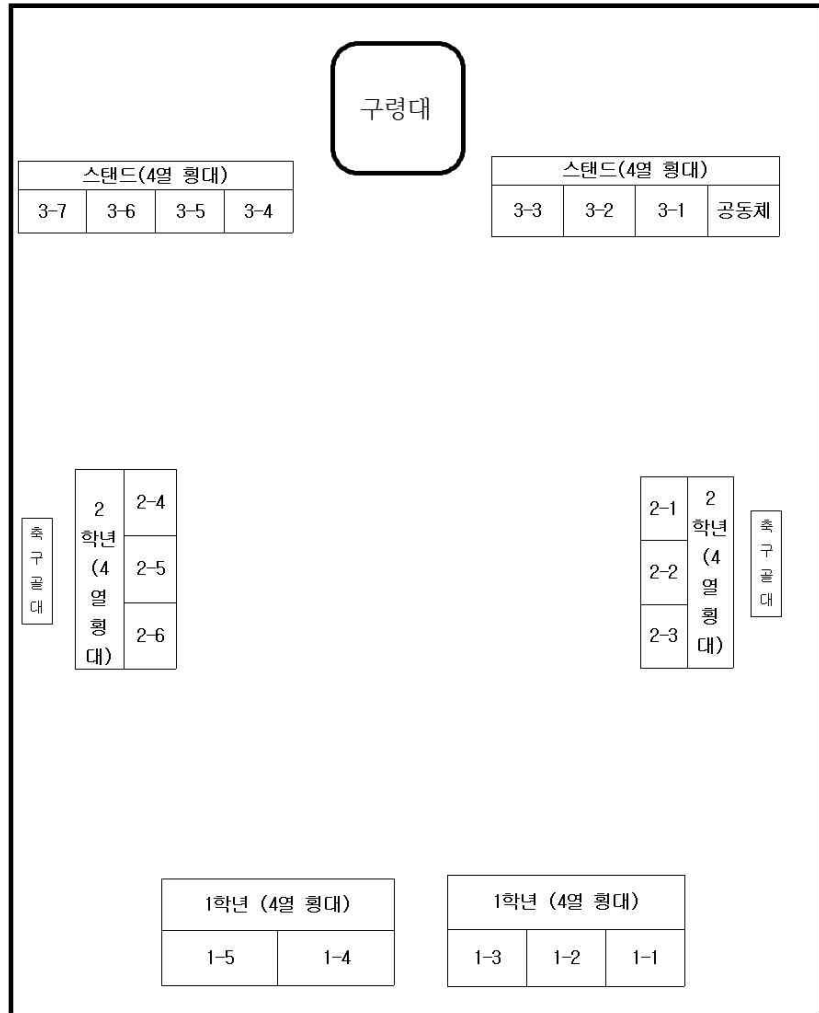 구령대
스탠드(4열 횡대)
3-7 3-6 3-5 3-4
스탠드(4열 횡대)
3-3 3-2 3-1 공동체
축
구
골
대
2
학년
(4
열
횡
대)
2-4
2-5
2-6
2-1
2-2
2-3
2
학년
(4
열
횡
대)
축
구
골
대
1학년 (4열 횡대)
1-5 1-4
1학년 (4열 횡대)
1-3 1-2 1-1